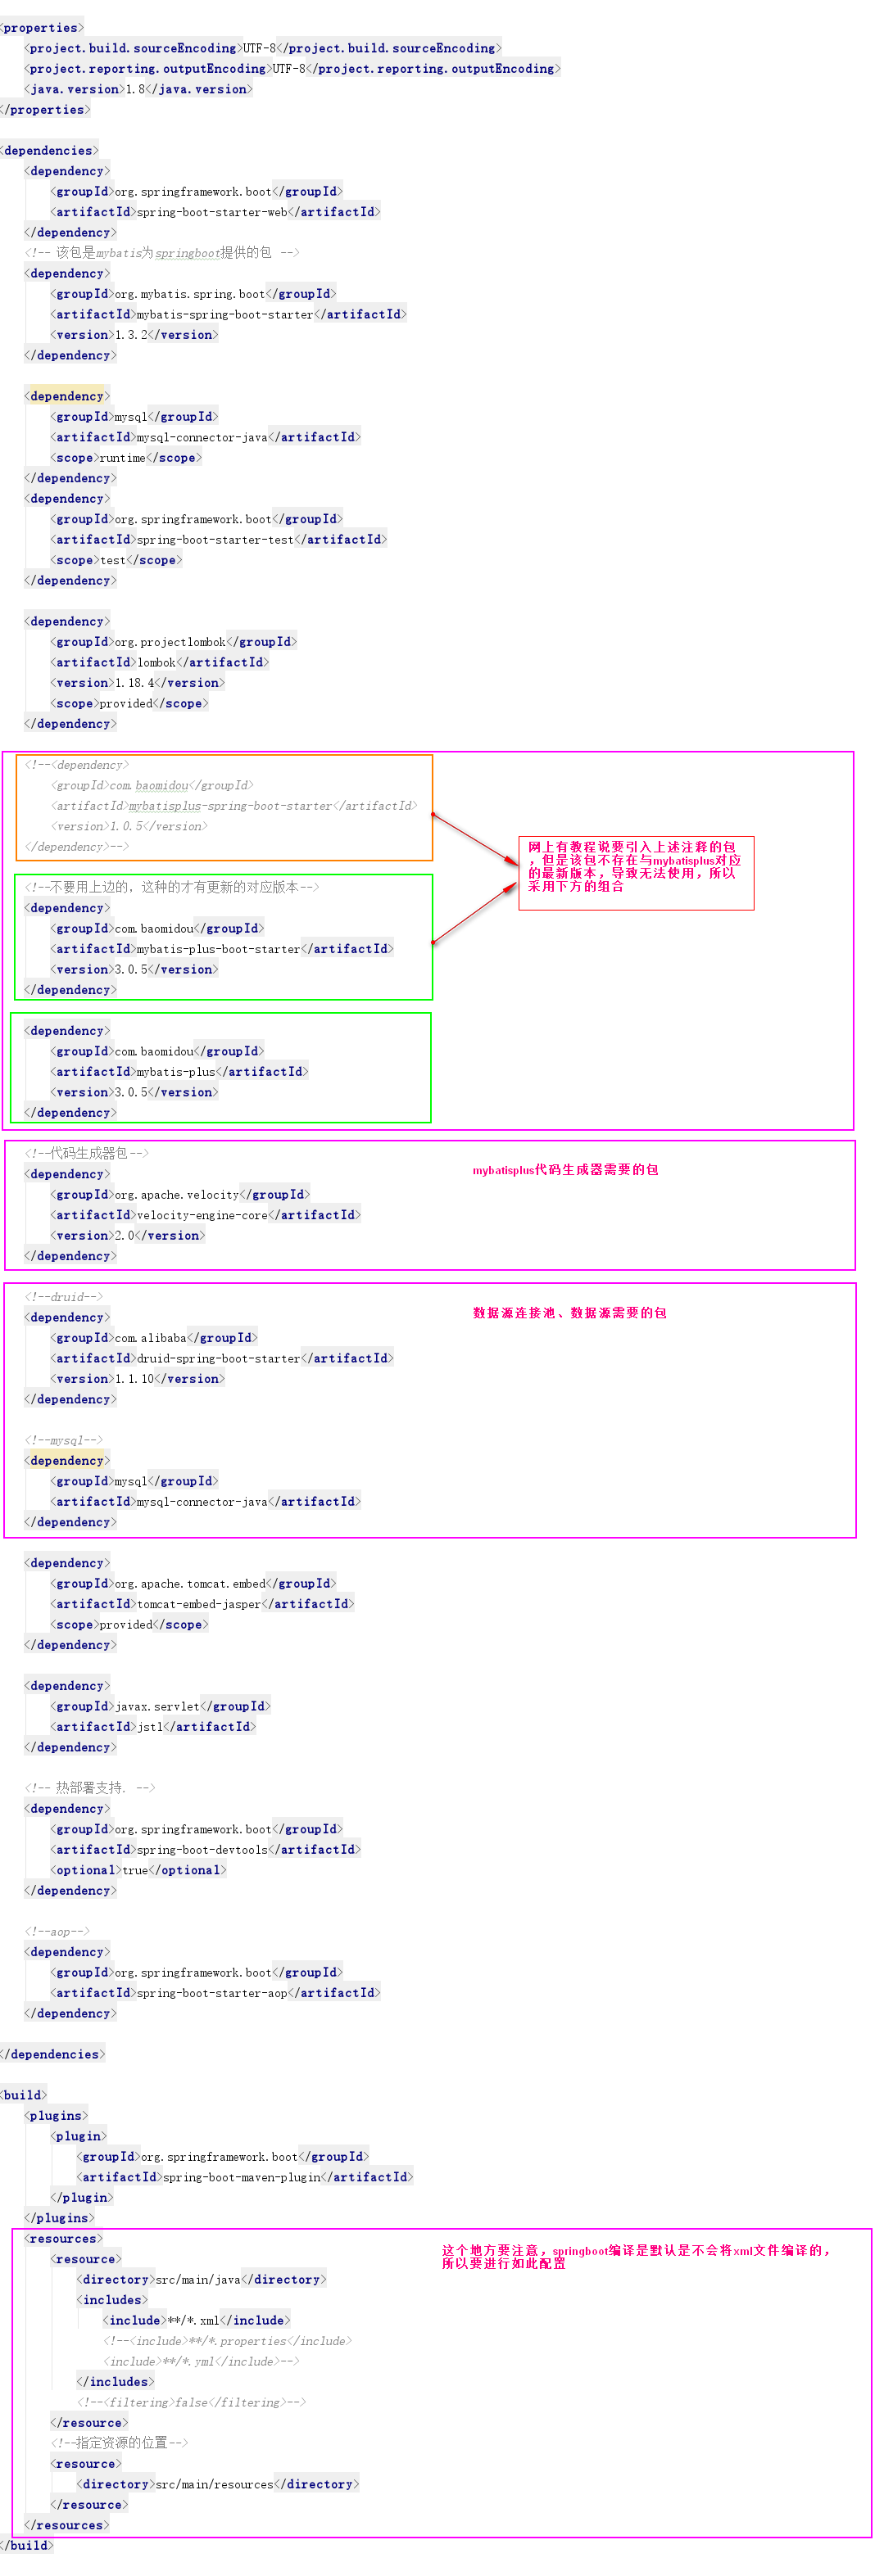 <properties>
    <project.build.sourceEncoding>UTF-8</project.build.sourceEncoding>
    <project.reporting.outputEncoding>UTF-8</project.reporting.outputEncoding>
    <java.version>1.8</java.version>
</properties>

<dependencies>
    <dependency>
        <groupId>org.springframework.boot</groupId>
        <artifactId>spring-boot-starter-web</artifactId>
    </dependency>
    <!-- 该包是mybatis为springboot提供的包 -->
    <dependency>
        <groupId>org.mybatis.spring.boot</groupId>
        <artifactId>mybatis-spring-boot-starter</artifactId>
        <version>1.3.2</version>
    </dependency>

    <dependency>
        <groupId>mysql</groupId>
        <artifactId>mysql-connector-java</artifactId>
        <scope>runtime</scope>
    </dependency>
    <dependency>
        <groupId>org.springframework.boot</groupId>
        <artifactId>spring-boot-starter-test</artifactId>
        <scope>test</scope>
    </dependency>

    <dependency>
        <groupId>org.projectlombok</groupId>
        <artifactId>lombok</artifactId>
        <version>1.18.4</version>
        <scope>provided</scope>
    </dependency>

    <!--<dependency>
        <groupId>com.baomidou</groupId>
        <artifactId>mybatisplus-spring-boot-starter</artifactId>
        <version>1.0.5</version>
    </dependency>-->
网上有教程说要引入上述注释的包
，但是该包不存在与mybatisplus对应
的最新版本，导致无法使用，所以
采用下方的组合

    <!--不要用上边的，这种的才有更新的对应版本-->
    <dependency>
        <groupId>com.baomidou</groupId>
        <artifactId>mybatis-plus-boot-starter</artifactId>
        <version>3.0.5</version>
    </dependency>

    <dependency>
        <groupId>com.baomidou</groupId>
        <artifactId>mybatis-plus</artifactId>
        <version>3.0.5</version>
    </dependency>

    <!--代码生成器包-->
mybatisplus代码生成器需要的包
    <dependency>
        <groupId>org.apache.velocity</groupId>
        <artifactId>velocity-engine-core</artifactId>
        <version>2.0</version>
    </dependency>

    <!--druid-->
数据源连接池、数据源需要的包
    <dependency>
        <groupId>com.alibaba</groupId>
        <artifactId>druid-spring-boot-starter</artifactId>
        <version>1.1.10</version>
    </dependency>

    <!--mysql-->
    <dependency>
        <groupId>mysql</groupId>
        <artifactId>mysql-connector-java</artifactId>
    </dependency>

    <dependency>
        <groupId>org.apache.tomcat.embed</groupId>
        <artifactId>tomcat-embed-jasper</artifactId>
        <scope>provided</scope>
    </dependency>

    <dependency>
        <groupId>javax.servlet</groupId>
        <artifactId>jstl</artifactId>
    </dependency>

    <!-- 热部署支持. -->
    <dependency>
        <groupId>org.springframework.boot</groupId>
        <artifactId>spring-boot-devtools</artifactId>
        <optional>true</optional>
    </dependency>

    <!--aop-->
    <dependency>
        <groupId>org.springframework.boot</groupId>
        <artifactId>spring-boot-starter-aop</artifactId>
    </dependency>

</dependencies>

<build>
    <plugins>
        <plugin>
            <groupId>org.springframework.boot</groupId>
            <artifactId>spring-boot-maven-plugin</artifactId>
        </plugin>
    </plugins>
    <resources>
这个地方要注意，springboot编译是默认是不会将xml文件编译的，
所以要进行如此配置
        <resource>
            <directory>src/main/java</directory>
            <includes>
                <include>**/*.xml</include>
                <!--<include>**/*.properties</include>
                <include>**/*.yml</include>-->
            </includes>
            <!--<filtering>false</filtering>-->
        </resource>
        <!--指定资源的位置-->
        <resource>
            <directory>src/main/resources</directory>
        </resource>
    </resources>
</build>